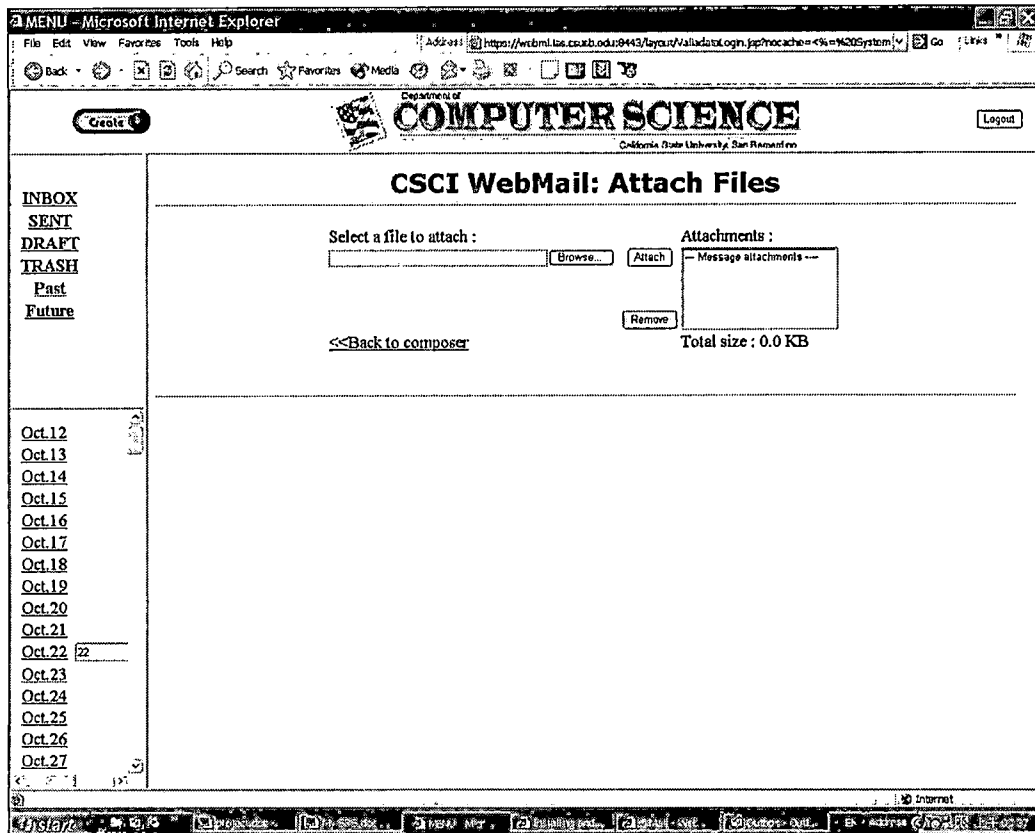 MENU - Microsoft Internet Explorer
File Edit View Favorites Tools Help
Address
Go
Links
Back
Search
Favorites
Media
Create
Department of
COMPUTER SCIENCE
California State University, San Bernardino
Logout
CSCI WebMail: Attach Files
INBOX
SENT
DRAFT
TRASH
Past
Future
Select a file to attach :
Browse...
Attach
Attachments :
--- Message attachments ---
Remove
<<Back to composer
Total size : 0.0 KB
Oct.12
Oct.13
Oct.14
Oct.15
Oct.16
Oct.17
Oct.18
Oct.19
Oct.20
Oct.21
Oct.22 22
Oct.23
Oct.24
Oct.25
Oct.26
Oct.27
Internet
start